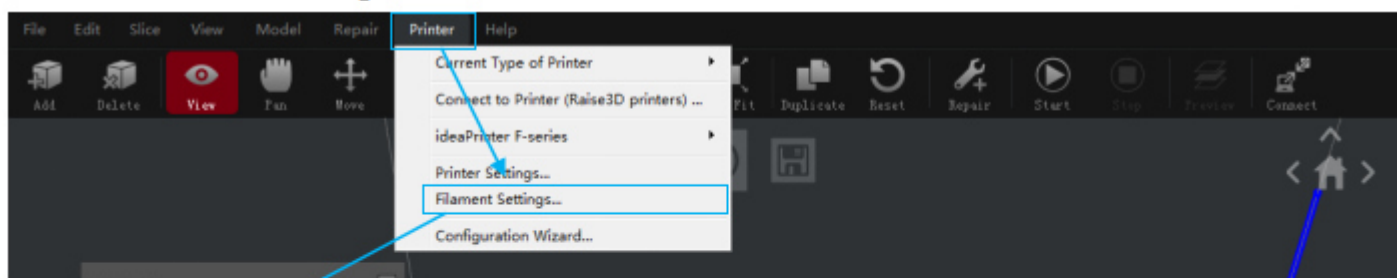 File Edit Slice View Model Repair Printer Help
Add Delete View Pan Move Fit Duplicate Reset Repair Start Stop Preview Connect
Current Type of Printer
Connect to Printer (Raise3D printers) ...
ideaPrinter F-series
Printer Settings...
Filament Settings...
Configuration Wizard...